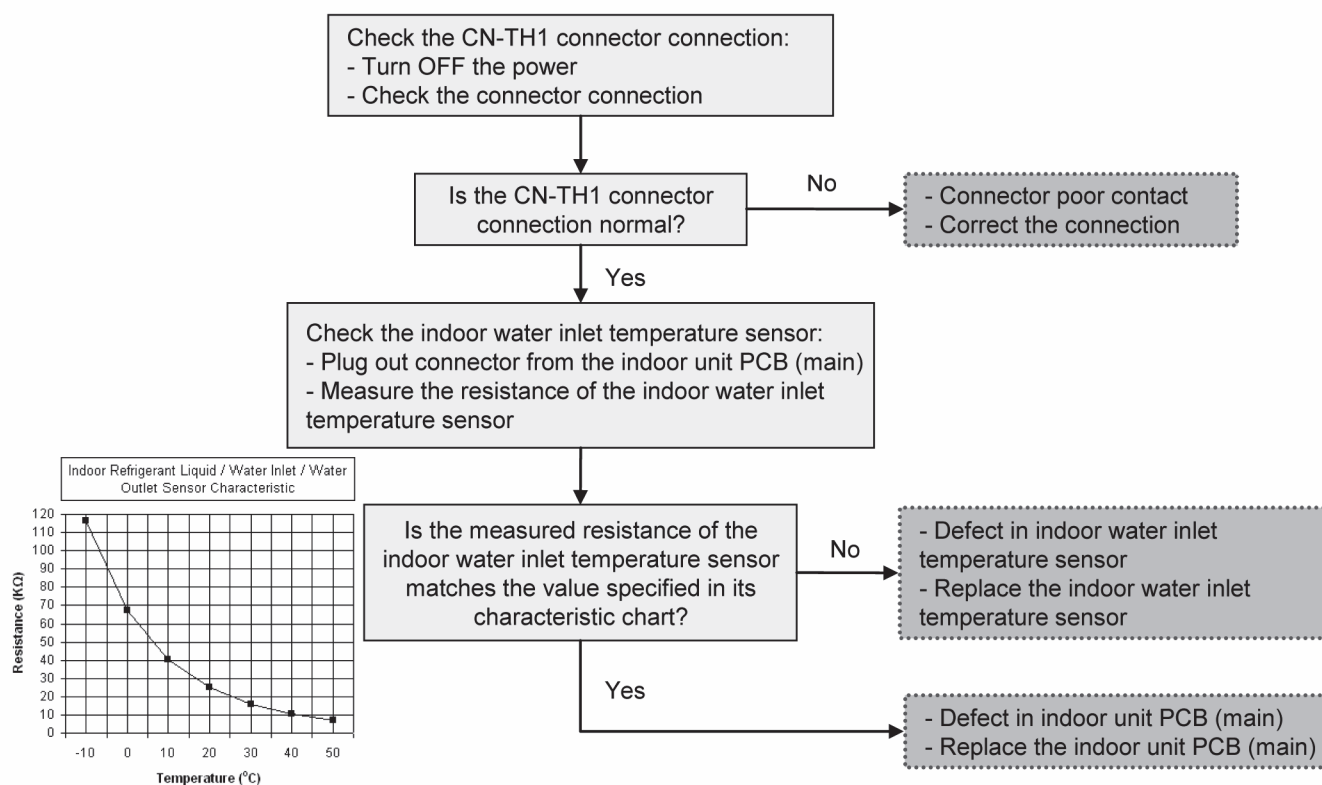 Check the CN-TH1 connector connection:
- Turn OFF the power
- Check the connector connection
Is the CN-TH1 connector
connection normal?
No
- Connector poor contact
- Correct the connection
Yes
Check the indoor water inlet temperature sensor:
- Plug out connector from the indoor unit PCB (main)
- Measure the resistance of the indoor water inlet
temperature sensor
Is the measured resistance of the
indoor water inlet temperature sensor
matches the value specified in its
characteristic chart?
No
- Defect in indoor water inlet
temperature sensor
- Replace the indoor water inlet
temperature sensor
Yes
- Defect in indoor unit PCB (main)
- Replace the indoor unit PCB (main)
Indoor Refrigerant Liquid / Water Inlet / Water
Outlet Sensor Characteristic
Resistance (KΩ)
120
110
100
90
80
70
60
50
40
30
20
10
0
-10 0 10 20 30 40 50
Temperature (°C)